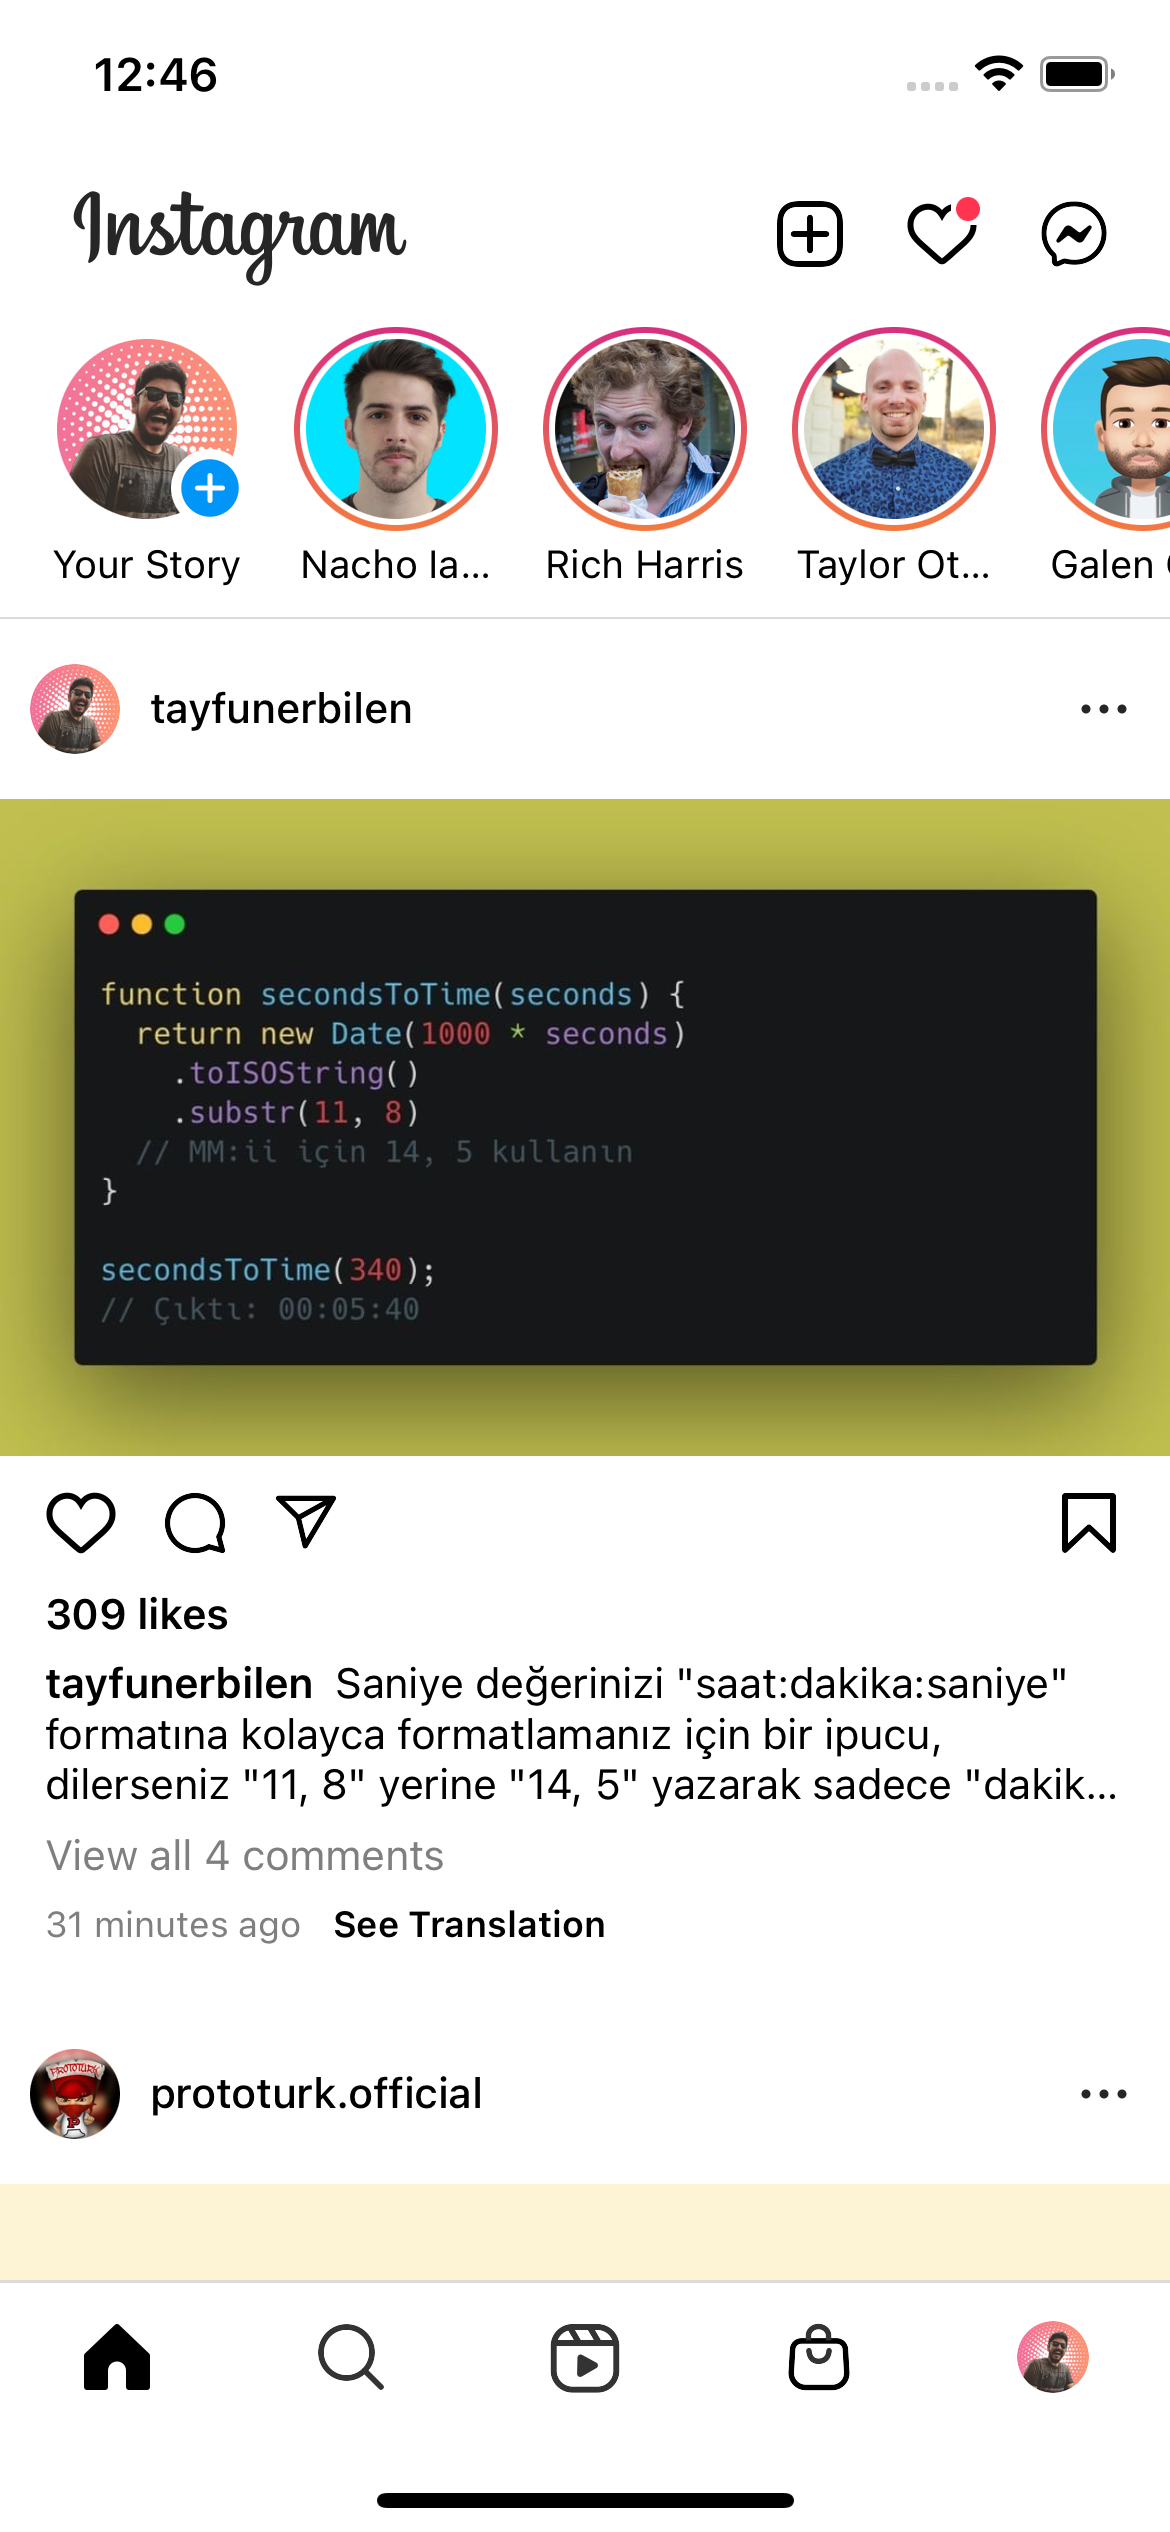 12:46
Instagram
Your Story
Nacho Ia...
Rich Harris
Taylor Ot...
Galen
tayfunerbilen
function secondsToTime(seconds) {
return new Date(1000 * seconds)
.toISOString()
.substr(11, 8)
// MM:ii için 14, 5 kullanın
}
secondsToTime(340);
// Çıktı: 00:05:40
309 likes
tayfunerbilen Saniye değerinizi "saat:dakika:saniye"
formatına kolayca formatlamanız için bir ipucu,
dilerseniz "11, 8" yerine "14, 5" yazarak sadece "dakik...
View all 4 comments
31 minutes ago See Translation
PROTOTURK
P
prototurk.official